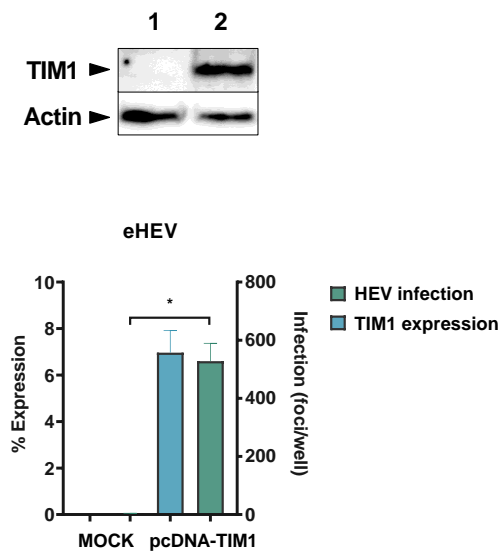 1 2
TIM1
Actin
eHEV
10
8
6
4
2
0
% Expression
*
800
600
400
200
0
Infection (foci/well)
HEV infection
TIM1 expression
MOCK pcDNA-TIM1